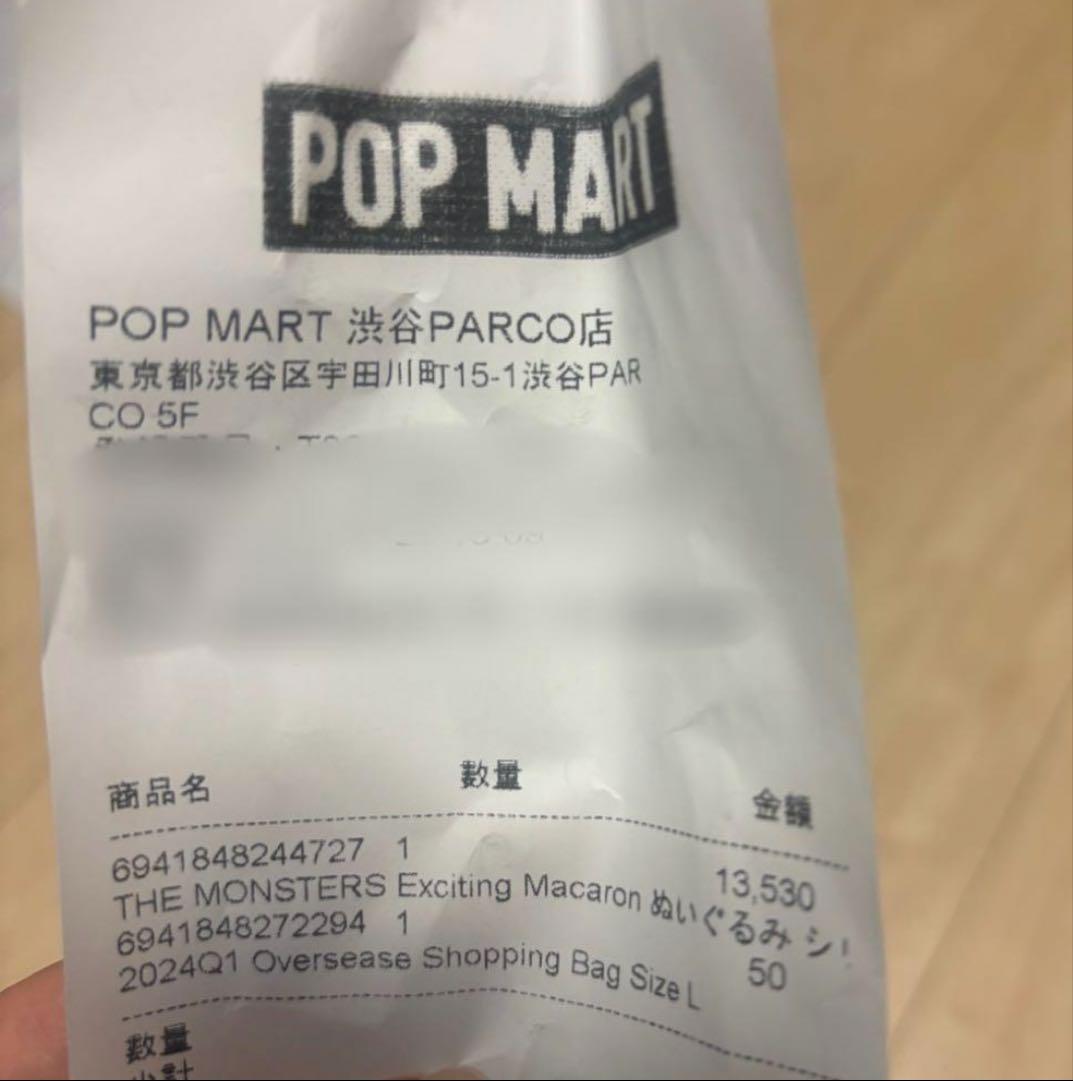 POP MART
POP MART 渋谷PARCO店
東京都渋谷区宇田川町15-1渋谷PAR
CO 5F
商品名 数量 金額
6941848244727 1 13,530
THE MONSTERS Exciting Macaron ぬいぐるみ シ
6941848272294 1 50
2024Q1 Oversease Shopping Bag Size L
数量
小計